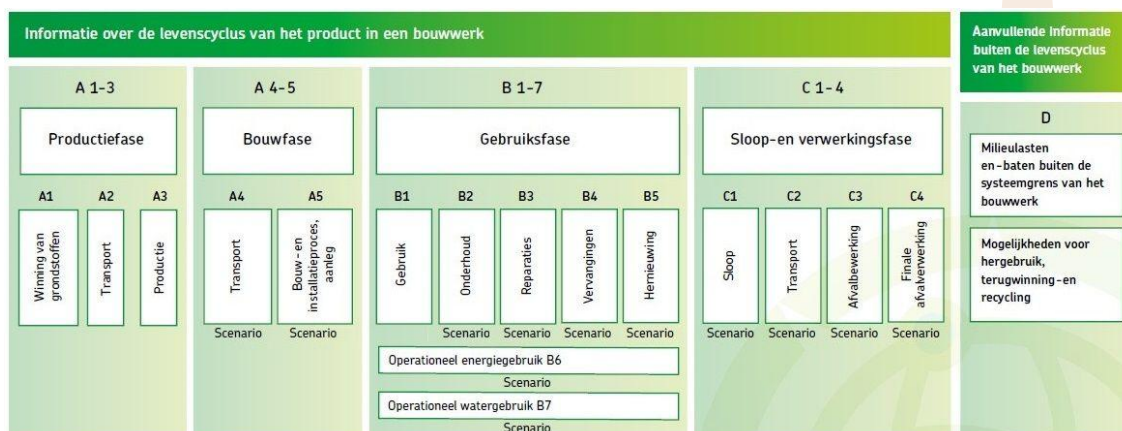 Informatie over de levenscyclus van het product in een bouwwerk
Aanvullende informatie
buiten de levenscyclus
van het bouwwerk
A 1-3
Productiefase
A1
A2
A3
Winning van
grondstoffen
Transport
Productie
A 4-5
Bouwfase
A4
A5
Transport
Bouw- en
installatieproces,
aanleg
Scenario
Scenario
B 1-7
Gebruiksfase
B1
B2
B3
B4
B5
Gebruik
Onderhoud
Reparaties
Vervangingen
Hernieuwing
Scenario
Scenario
Scenario
Scenario
Operationeel energiegebruik B6
Scenario
Operationeel watergebruik B7
Scenario
C 1-4
Sloop-en verwerkingsfase
C1
C2
C3
C4
Sloop
Transport
Afvalbewerking
Finale
afvalverwerking
Scenario
Scenario
Scenario
Scenario
D
Milieulasten
en-baten buiten de
systeemgrens van het
bouwwerk
Mogelijkheden voor
hergebruik,
terugwinning-en
recycling